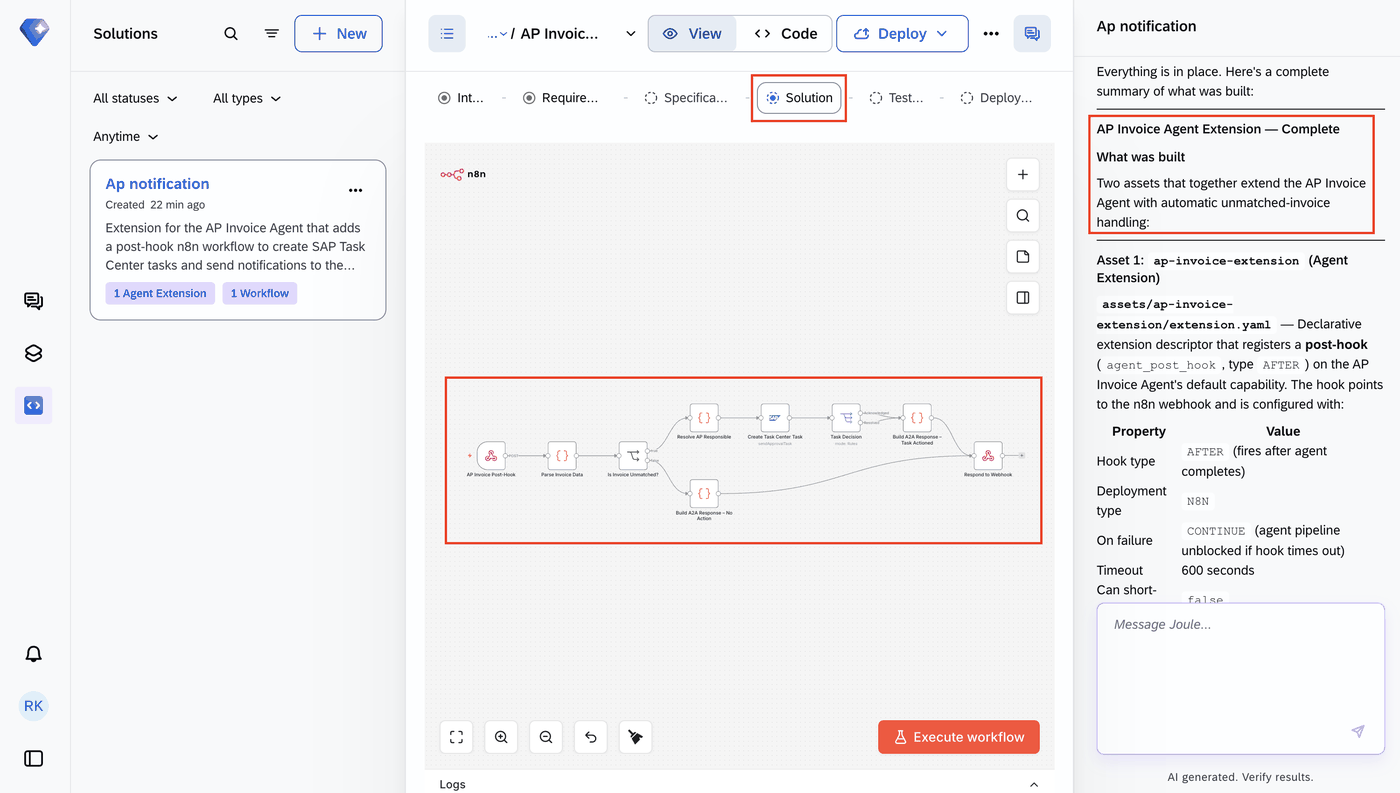 Solutions
New
All statuses
All types
Anytime
Ap notification
Created 22 min ago
Extension for the AP Invoice Agent that adds
a post-hook n8n workflow to create SAP Task
Center tasks and send notifications to the...
1 Agent Extension
1 Workflow
RK
... / AP Invoic...
View
Code
Deploy
Int...
Require...
Specifica...
Solution
Test...
Deploy...
n8n
AP Invoice Post-Hook
POST
Parse Invoice Data
Is Invoice Unmatched?
Resolve AP Responsible
Create Task Center Task
SAP
Task Decision
Build A2A Response –
Task Actioned
Build A2A Response – No
Action
Respond to Webhook
Execute workflow
Logs
Ap notification
Everything is in place. Here's a complete
summary of what was built:
AP Invoice Agent Extension — Complete
What was built
Two assets that together extend the AP Invoice
Agent with automatic unmatched-invoice
handling:
Asset 1: ap-invoice-extension (Agent
Extension)
assets/ap-invoice-
extension/extension.yaml — Declarative
extension descriptor that registers a post-hook
( agent_post_hook , type AFTER ) on the AP
Invoice Agent's default capability. The hook points
to the n8n webhook and is configured with:
Property Value
Hook type AFTER (fires after agent
completes)
Deployment
type N8N
On failure CONTINUE (agent pipeline
unblocked if hook times out)
Timeout 600 seconds
Can short-
false
Message Joule...
AI generated. Verify results.